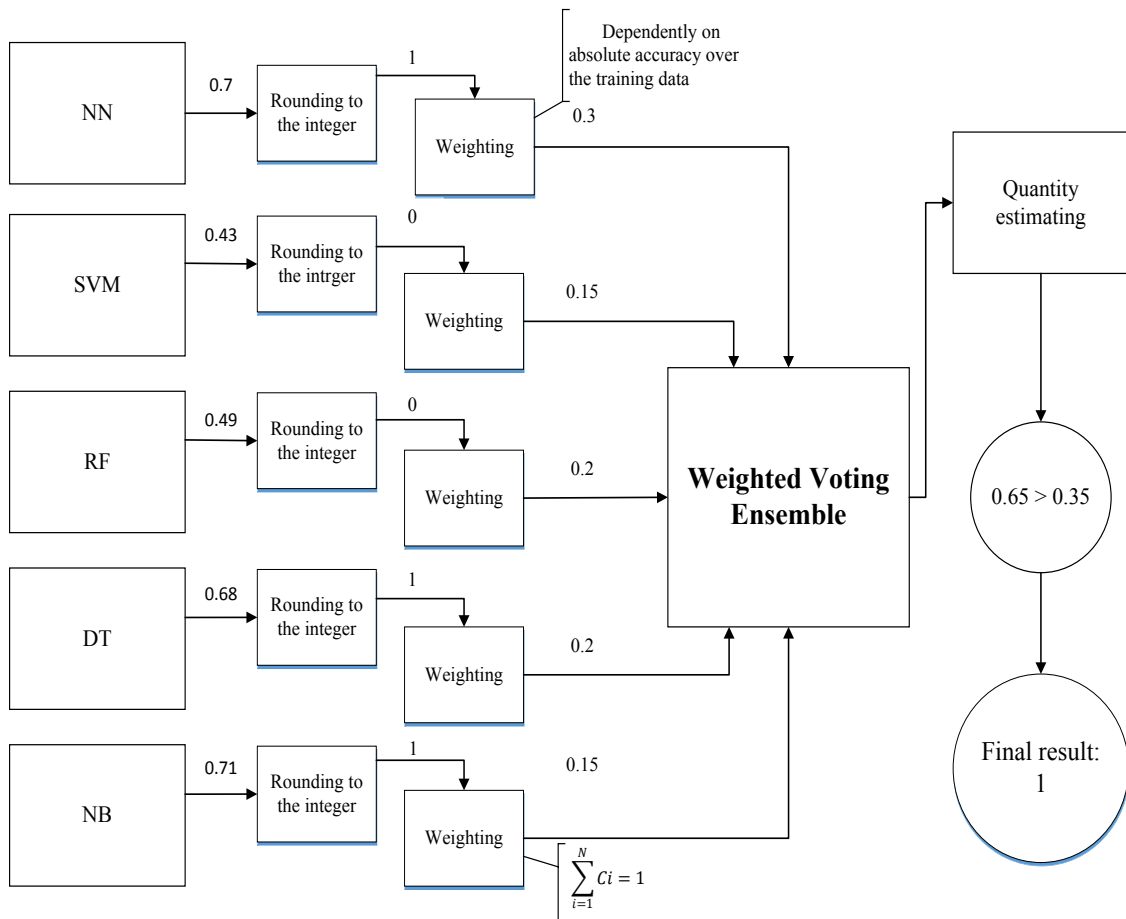 NN
0.7
Rounding to
the integer
1
Weighting
Dependently on
absolute accuracy over
the training data
0.3
SVM
0.43
Rounding to
the intrger
0
Weighting
0.15
RF
0.49
Rounding to
the integer
0
Weighting
0.2
DT
0.68
Rounding to
the integer
1
Weighting
0.2
NB
0.71
Rounding to
the integer
1
Weighting
0.15
N
∑ Ci = 1
i=1
Weighted Voting
Ensemble
Quantity
estimating
0.65 > 0.35
Final result:
1